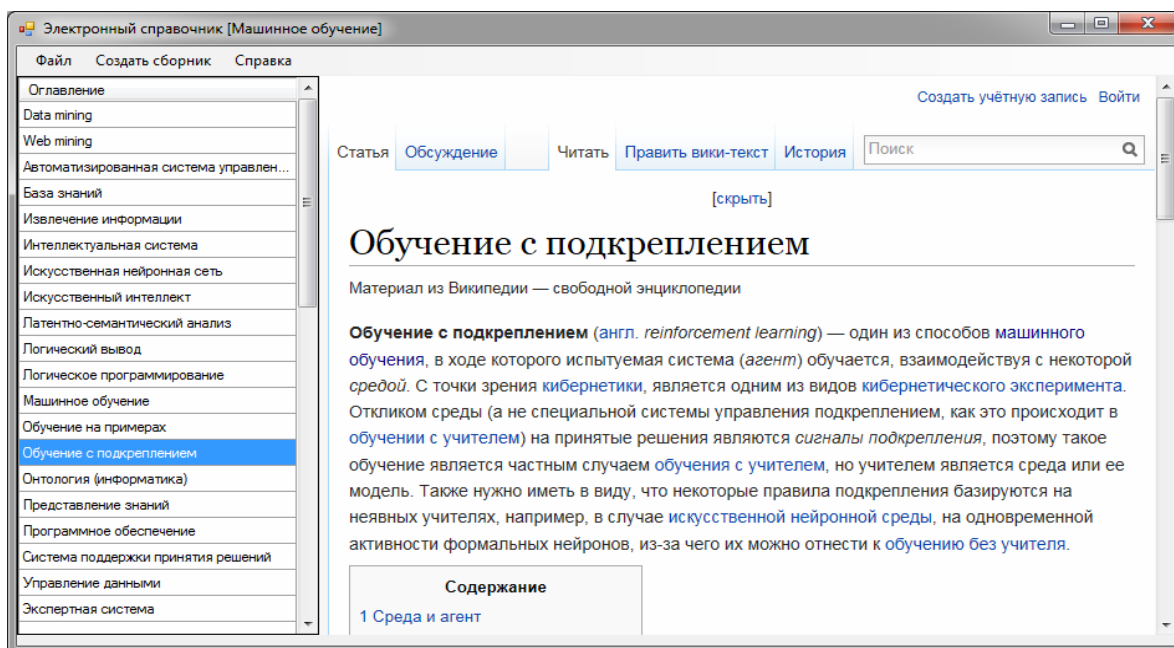 Электронный справочник [Машинное обучение]
Файл Создать сборник Справка
Оглавление
Data mining
Web mining
Автоматизированная система управлен...
База знаний
Извлечение информации
Интеллектуальная система
Искусственная нейронная сеть
Искусственный интеллект
Латентно-семантический анализ
Логический вывод
Логическое программирование
Машинное обучение
Обучение на примерах
Обучение с подкреплением
Онтология (информатика)
Представление знаний
Программное обеспечение
Система поддержки принятия решений
Управление данными
Экспертная система
Создать учётную запись Войти
Статья Обсуждение Читать Править вики-текст История Поиск
[скрыть]
Обучение с подкреплением
Материал из Википедии — свободной энциклопедии
Обучение с подкреплением (англ. reinforcement learning) — один из способов машинного
обучения, в ходе которого испытуемая система (агент) обучается, взаимодействуя с некоторой
средой. С точки зрения кибернетики, является одним из видов кибернетического эксперимента.
Откликом среды (а не специальной системы управления подкреплением, как это происходит в
обучении с учителем) на принятые решения являются сигналы подкрепления, поэтому такое
обучение является частным случаем обучения с учителем, но учителем является среда или ее
модель. Также нужно иметь в виду, что некоторые правила подкрепления базируются на
неявных учителях, например, в случае искусственной нейронной среды, на одновременной
активности формальных нейронов, из-за чего их можно отнести к обучению без учителя.
Содержание
1 Среда и агент